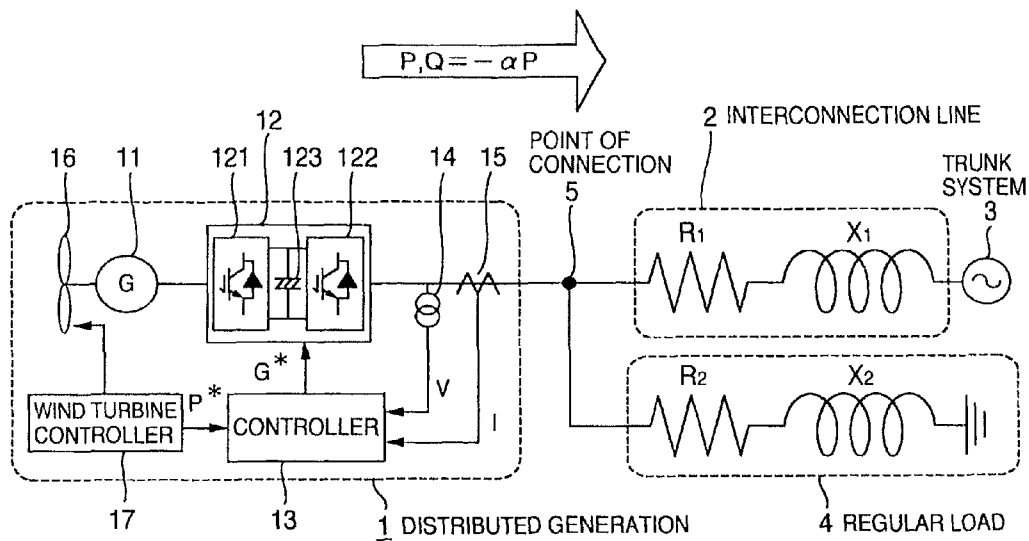 P,Q=-αP
2 INTERCONNECTION LINE
POINT OF
CONNECTION
5
TRUNK
SYSTEM
3
16
11
12
121
123
122
14
15
R1
X1
G
G*
V
I
P*
WIND TURBINE
CONTROLLER
CONTROLLER
R2
X2
17
13
1 DISTRIBUTED GENERATION
4 REGULAR LOAD